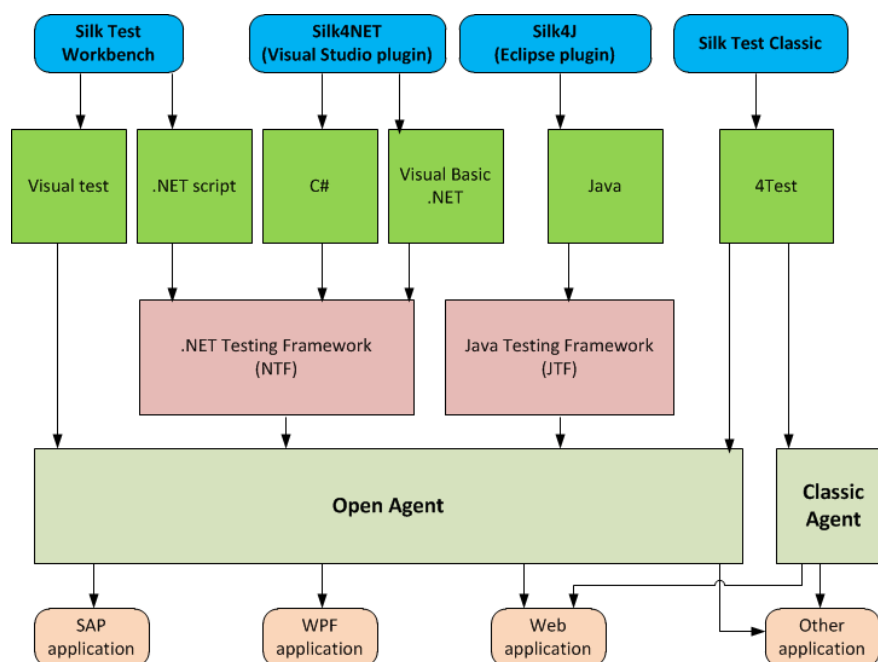 Silk Test
Workbench
Silk4NET
(Visual Studio plugin)
Silk4J
(Eclipse plugin)
Silk Test Classic
Visual test
.NET script
C#
Visual Basic
.NET
Java
4Test
.NET Testing Framework
(NTF)
Java Testing Framework
(JTF)
Open Agent
Classic
Agent
SAP
application
WPF
application
Web
application
Other
application